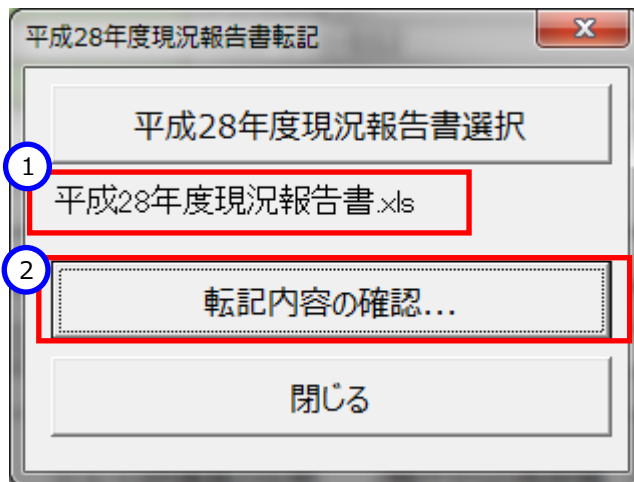 平成28年度現況報告書転記
平成28年度現況報告書選択
1
平成28年度現況報告書.xls
2
転記内容の確認...
閉じる